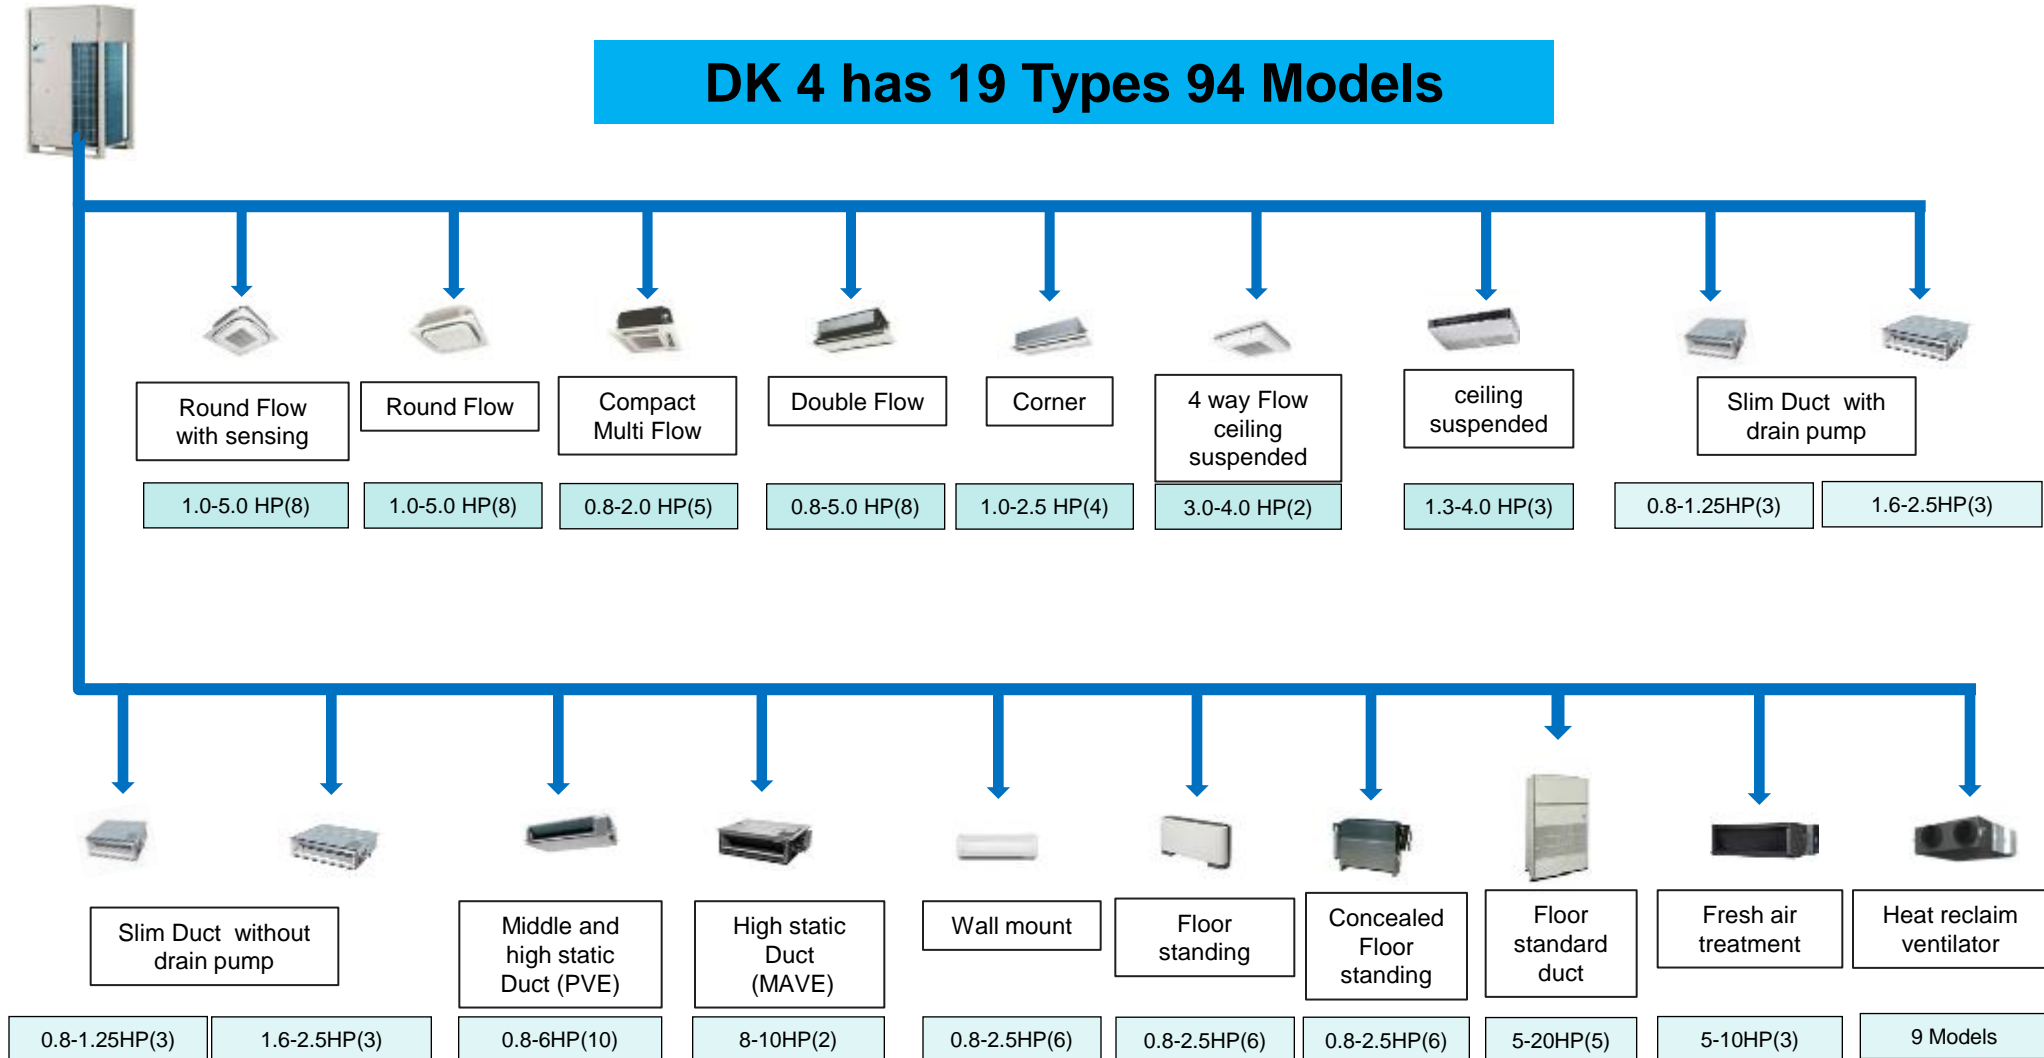 DK 4 has 19 Types 94 Models
Round Flow
with sensing
Round Flow
Compact
Multi Flow
Double Flow
Corner
4 way Flow
ceiling
suspended
ceiling
suspended
Slim Duct with
drain pump
1.0-5.0 HP(8)
1.0-5.0 HP(8)
0.8-2.0 HP(5)
0.8-5.0 HP(8)
1.0-2.5 HP(4)
3.0-4.0 HP(2)
1.3-4.0 HP(3)
0.8-1.25HP(3)
1.6-2.5HP(3)
Slim Duct without
drain pump
Middle and
high static
Duct (PVE)
High static
Duct
(MAVE)
Wall mount
Floor
standing
Concealed
Floor
standing
Floor
standard
duct
Fresh air
treatment
Heat reclaim
ventilator
0.8-1.25HP(3)
1.6-2.5HP(3)
0.8-6HP(10)
8-10HP(2)
0.8-2.5HP(6)
0.8-2.5HP(6)
0.8-2.5HP(6)
5-20HP(5)
5-10HP(3)
9 Models